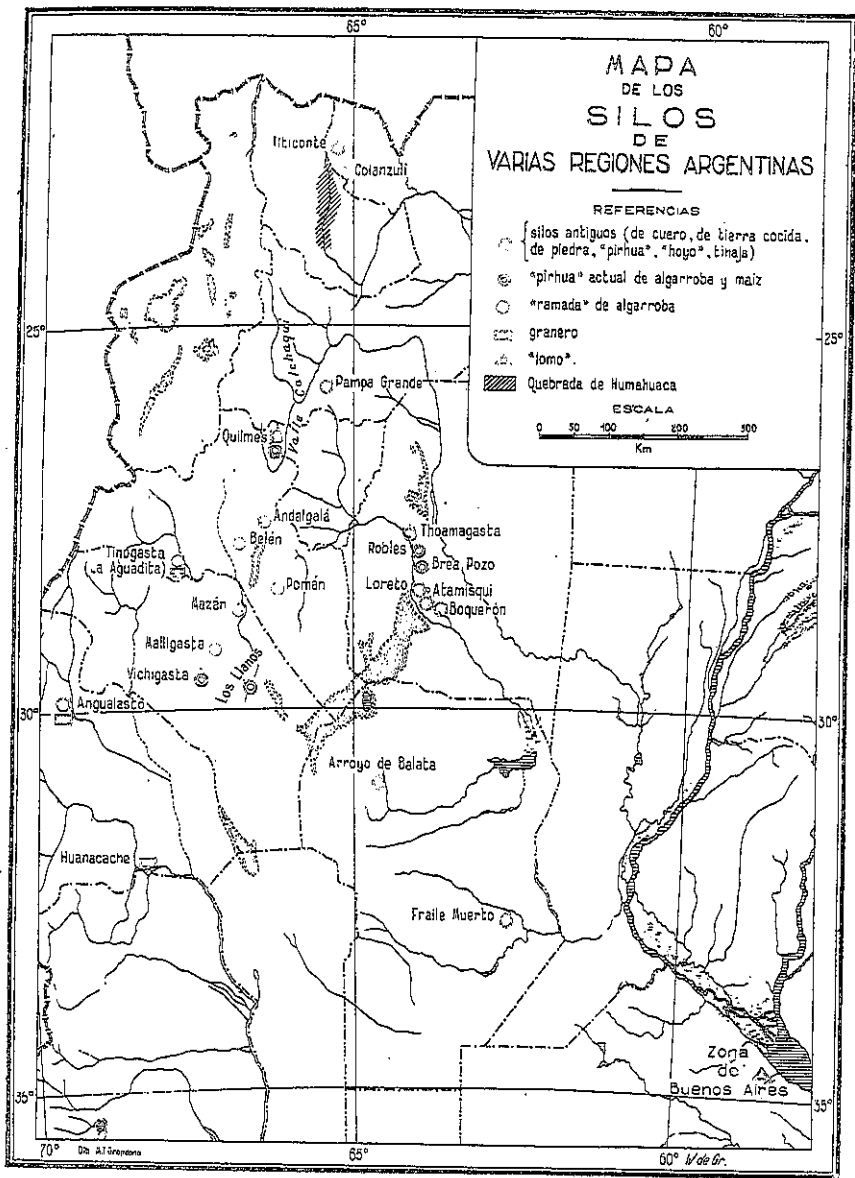 65°
60°
MAPA
DE LOS
SILOS
DE
VARIAS REGIONES ARGENTINAS
REFERENCIAS
silos antiguos (de cuero, de tierra cocida,
de piedra, "pirhua", "hoyo", tinaja)
"pirhua" actual de algarroba y maiz
"ramada" de algarroba
granero
"lomo".
Quebrada de Humahuaca
ESCALA
0 50 100 200 300
Km
Titiconte
Colanzulí
25°
25°
Valle Calchaquí
Pampa Grande
Quilmes
Andalgalá
Belén
Thoamagasta
Robles
Brea Pozo
Tinogasta
(La Aguadita)
Pomán
Loreto
Atamisqui
Boquerón
Mazán
Malligasta
Vichigasta
Los Llanos
Angualasto
30°
30°
Arroyo de Balata
Huanacache
Fraile Muerto
Zona
de
Buenos Aires
35°
35°
70°
65°
60°
W de Gr.